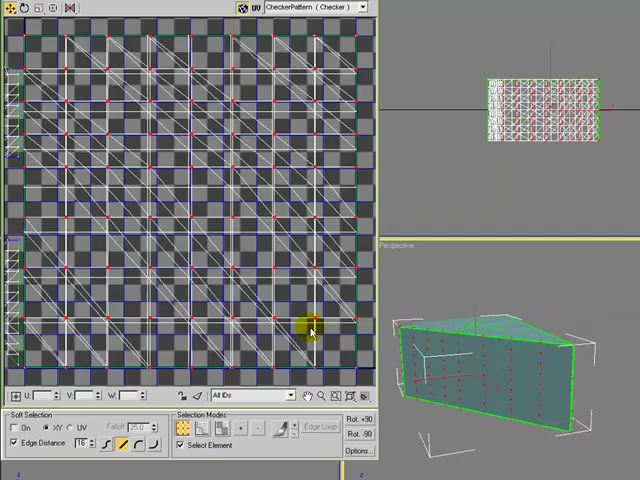 UV
CheckerPattern ( Checker )
Perspective
U:
V:
W:
All IDs
Soft Selection
On
XY
UV
Falloff:
25.0
Edge Distance
16
Selection Modes
+
-
Edge Loop
Select Element
Rot. +90
Rot. -90
Options...
z
z